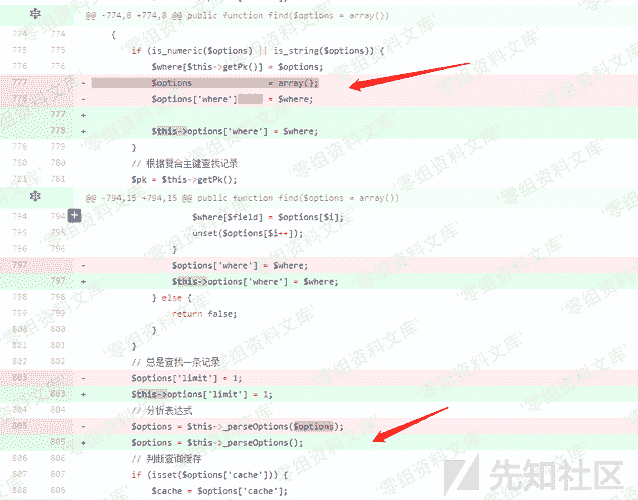 @@ -774,8 +774,8 @@ public function find($options = array())
774 774 {
775 775 if (is_numeric($options) || is_string($options)) {
776 776 $where[$this->getPk()] = $options;
777 - $options = array();
778 - $options['where'] = $where;
777 +
778 + $this->options['where'] = $where;
779 779 }
780 780 // 根据复合主键查找记录
781 781 $pk = $this->getPk();
@@ -794,15 +794,15 @@ public function find($options = array())
794 794 $where[$field] = $options[$i];
795 795 unset($options[$i++]);
796 796 }
797 - $options['where'] = $where;
797 + $this->options['where'] = $where;
798 798 } else {
799 799 return false;
800 800 }
801 801 }
802 802 // 总是查找一条记录
803 - $options['limit'] = 1;
803 + $this->options['limit'] = 1;
804 804 // 分析表达式
805 - $options = $this->_parseOptions($options);
805 + $options = $this->_parseOptions();
806 806 // 判断查询缓存
807 807 if (isset($options['cache'])) {
808 808 $cache = $options['cache'];
'零组资料文库'
先知社区